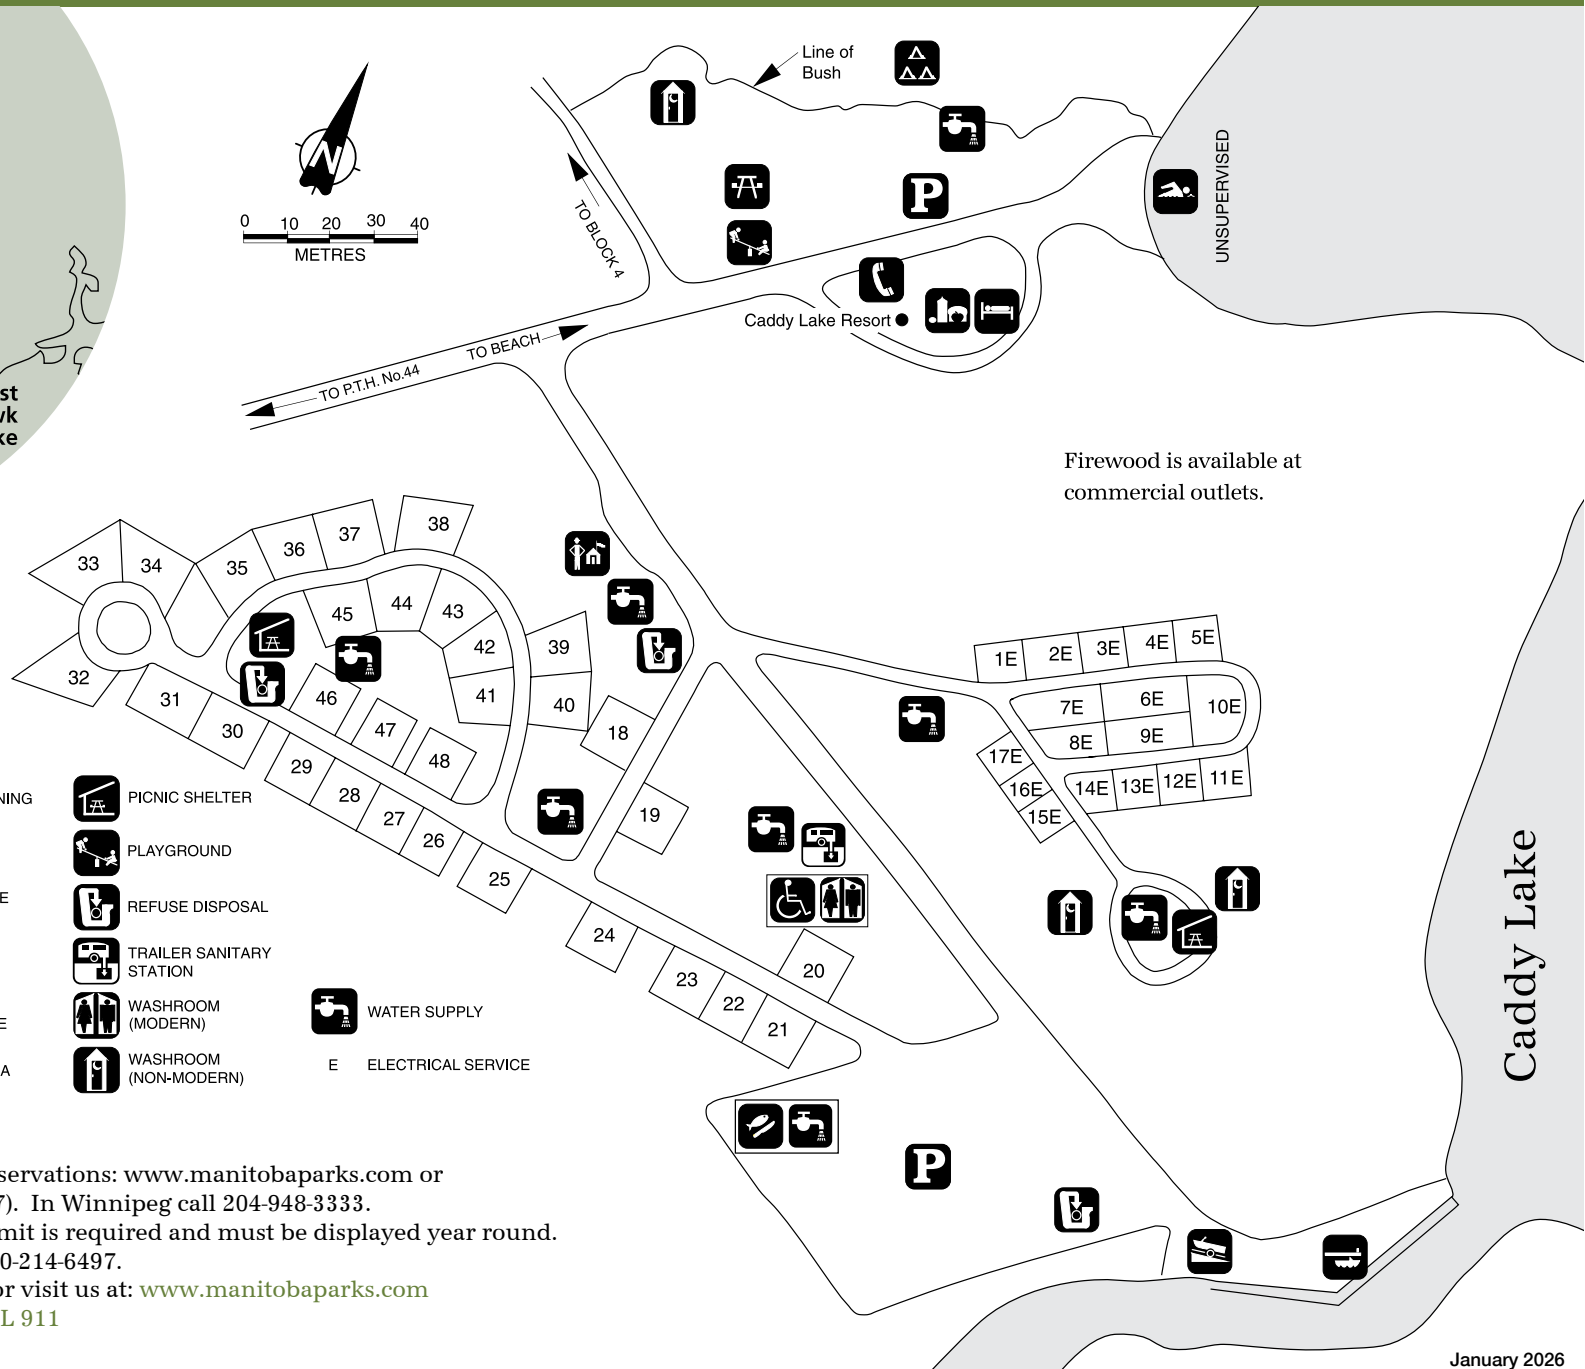 Line of
Bush
N
0 10 20 30 40
METRES
TO BLOCK 4
P
UNSUPERVISED
Caddy Lake Resort
TO BEACH
TO P.T.H. No.44
Firewood is available at
commercial outlets.
38
37
36
35
34
33
45
44
43
42
39
41
40
32
31
30
46
47
48
18
29
28
27
26
19
25
24
20
23
22
21
1E 2E 3E 4E 5E
7E 6E 10E
8E 9E
17E
16E
15E
14E 13E 12E 11E
PICNIC SHELTER
PLAYGROUND
REFUSE DISPOSAL
TRAILER SANITARY
STATION
WASHROOM
(MODERN)
WASHROOM
(NON-MODERN)
WATER SUPPLY
E ELECTRICAL SERVICE
Caddy Lake
P
servations: www.manitobaparks.com or
7). In Winnipeg call 204-948-3333.
mit is required and must be displayed year round.
0-214-6497.
or visit us at: www.manitobaparks.com
L 911
January 2026